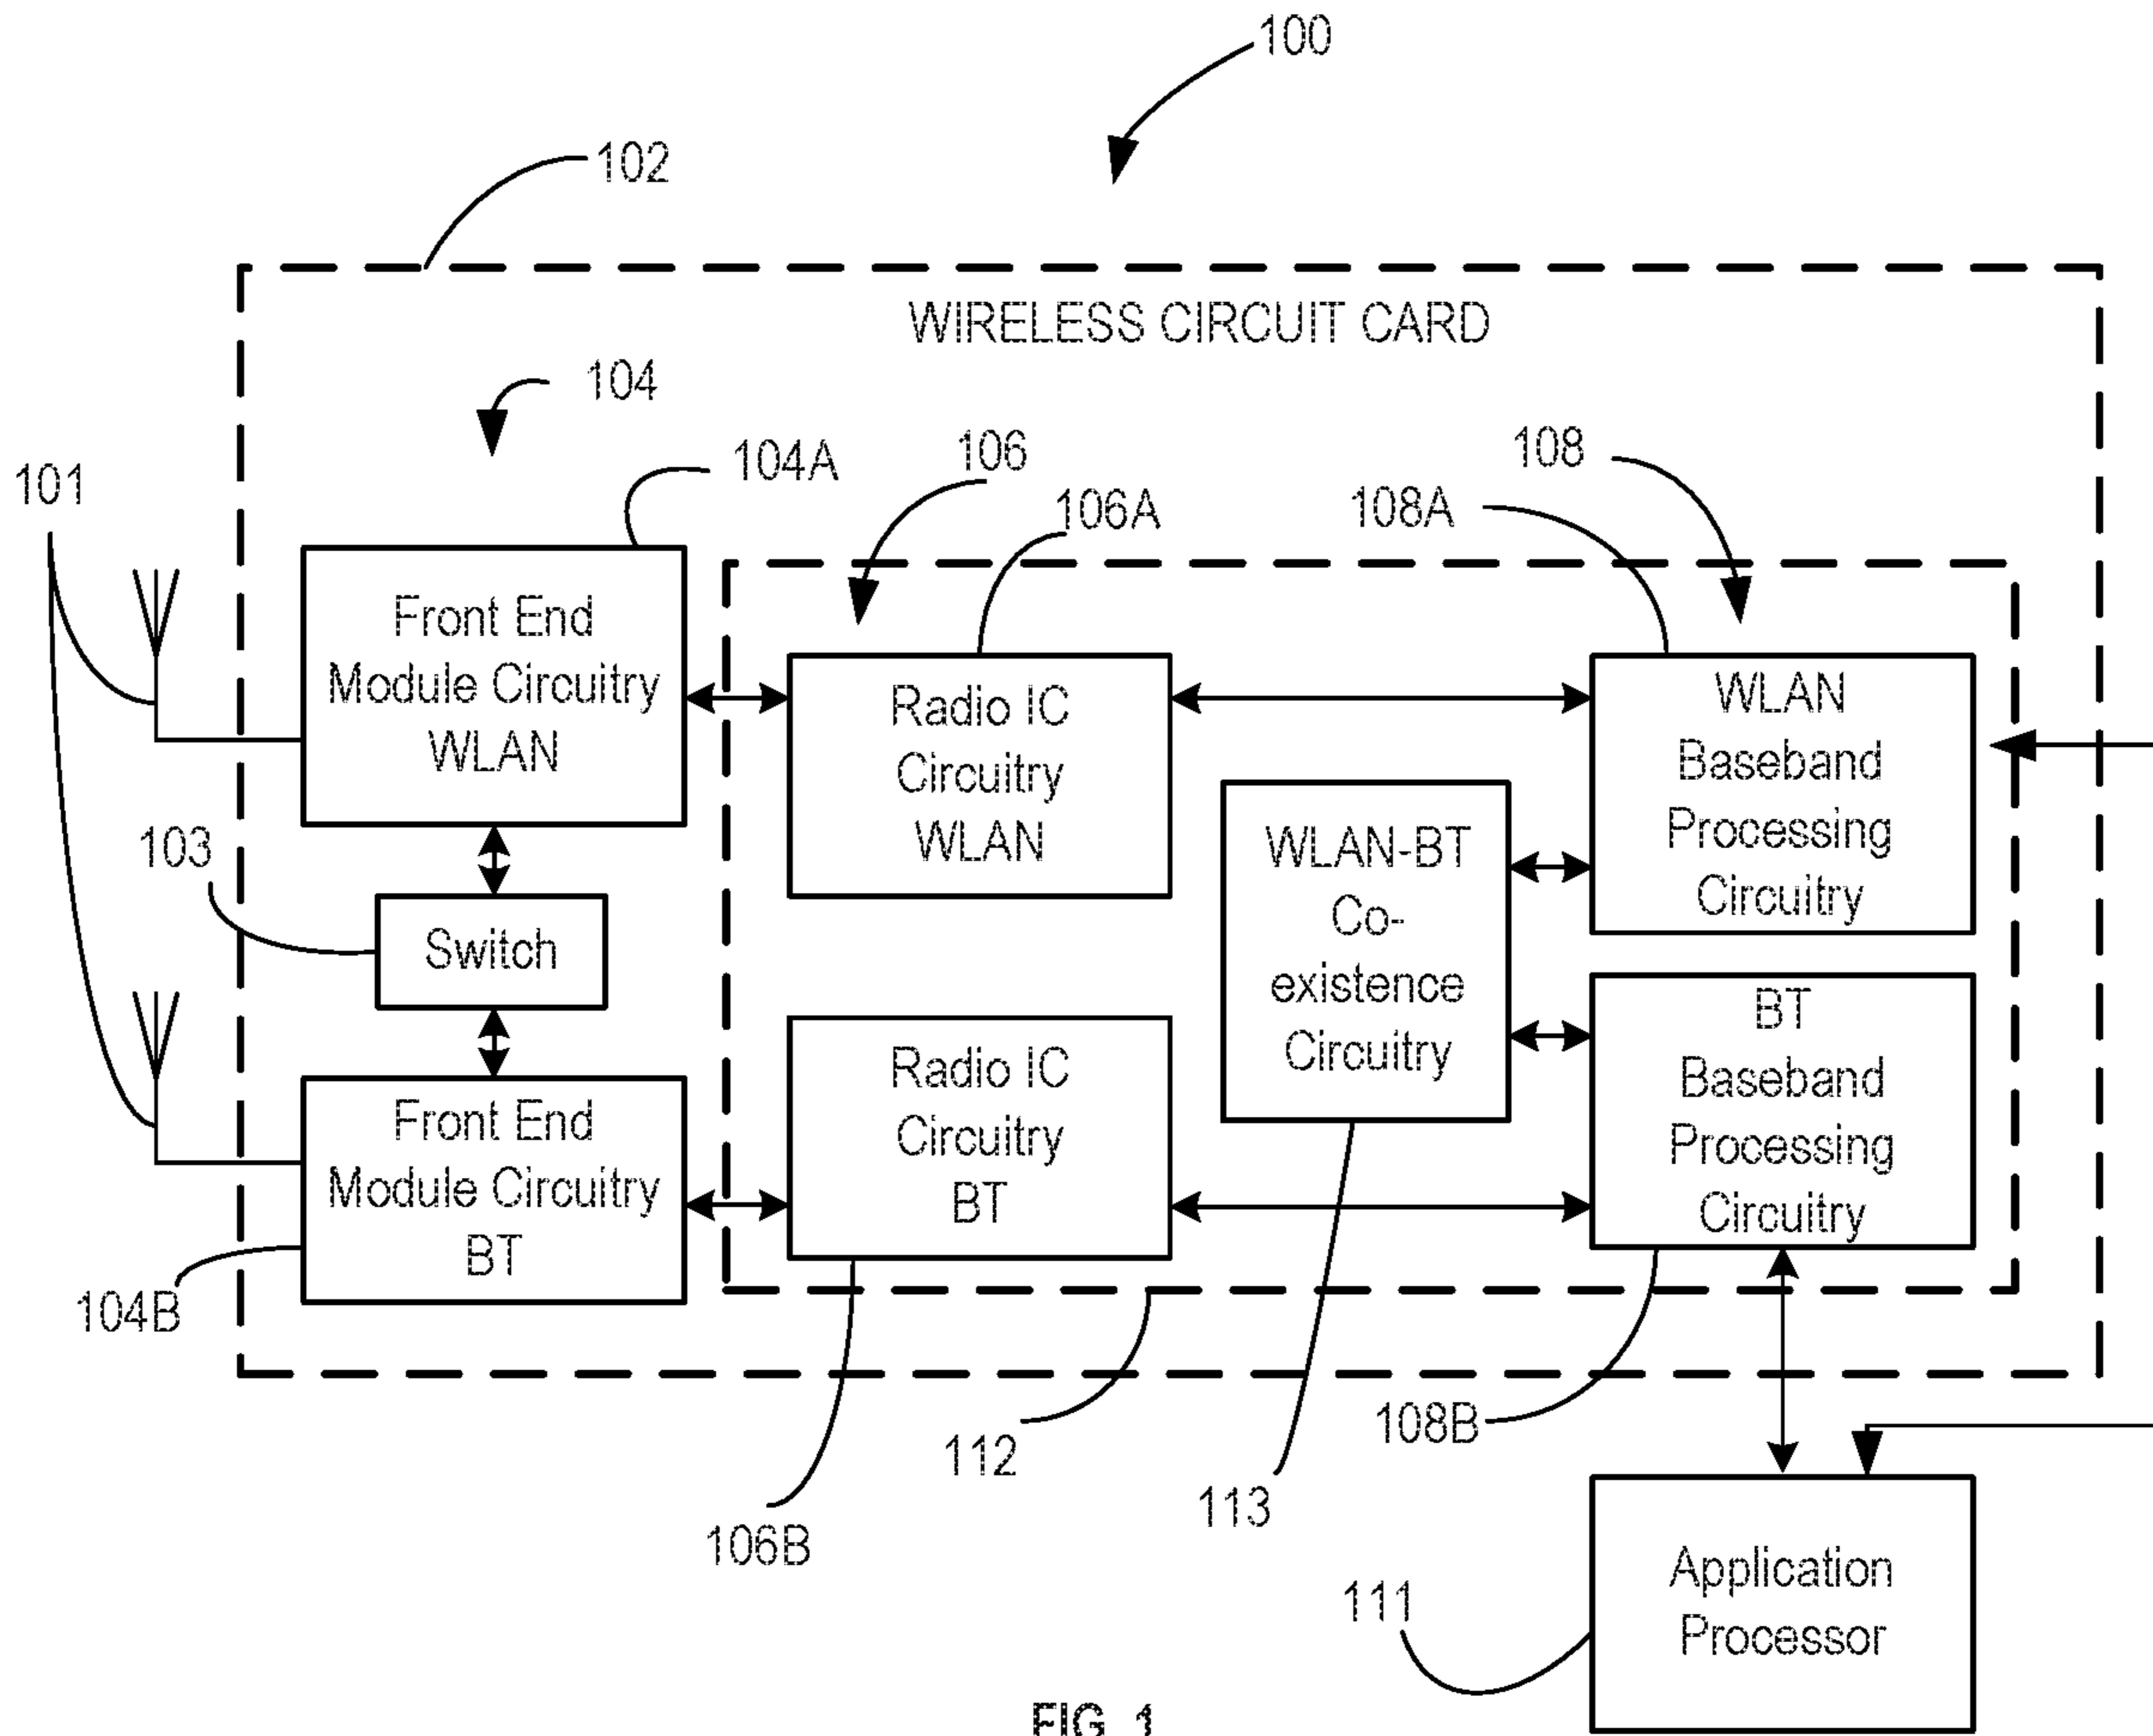 100
102
WIRELESS CIRCUIT CARD
104
104A
106
108
101
106A
108A
Front End
Module Circuitry
WLAN
Radio IC
Circuitry
WLAN
WLAN
Baseband
Processing
Circuitry
103
Switch
WLAN-BT
Co-
existence
Circuitry
Front End
Module Circuitry
BT
Radio IC
Circuitry
BT
BT
Baseband
Processing
Circuitry
104B
112
108B
113
106B
111
Application
Processor
FIG. 1